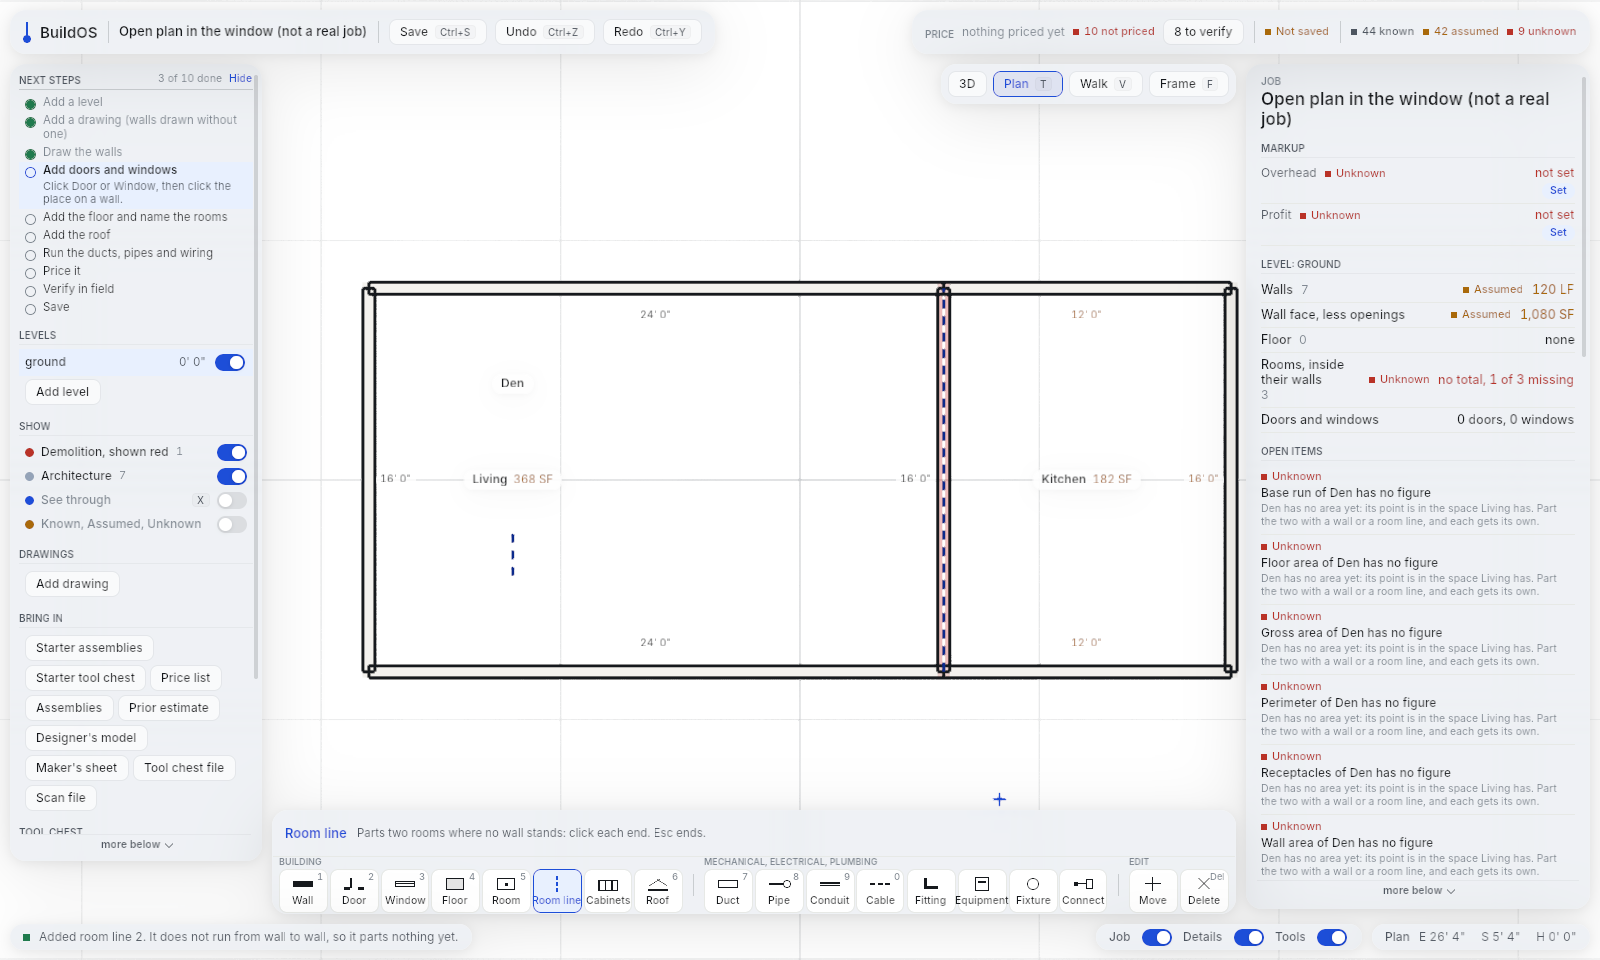 BuildOS
Open plan in the window (not a real job)
Save Ctrl+S
Undo Ctrl+Z
Redo Ctrl+Y
PRICE nothing priced yet 10 not priced 8 to verify Not saved 44 known 42 assumed 9 unknown
NEXT STEPS 3 of 10 done Hide
Add a level
Add a drawing (walls drawn without
one)
Draw the walls
Add doors and windows
Click Door or Window, then click the
place on a wall.
Add the floor and name the rooms
Add the roof
Run the ducts, pipes and wiring
Price it
Verify in field
Save
LEVELS
ground 0' 0"
Add level
SHOW
Demolition, shown red 1
Architecture 7
See through X
Known, Assumed, Unknown
DRAWINGS
Add drawing
BRING IN
Starter assemblies
Starter tool chest Price list
Assemblies Prior estimate
Designer's model
Maker's sheet Tool chest file
Scan file
TOOL CHEST
more below
3D Plan T Walk V Frame F
24' 0" 12' 0"
Den
16' 0" Living 368 SF 16' 0" Kitchen 182 SF 16' 0"
24' 0" 12' 0"
Room line Parts two rooms where no wall stands: click each end. Esc ends.
BUILDING
Wall 1
Door 2
Window 3
Floor 4
Room 5
Room line
Cabinets
Roof 6
MECHANICAL, ELECTRICAL, PLUMBING
Duct 7
Pipe 8
Conduit 9
Cable 0
Fitting
Equipment
Fixture
Connect
EDIT
Move
Delete Del
JOB
Open plan in the window (not a real
job)
MARKUP
Overhead Unknown not set
Set
Profit Unknown not set
Set
LEVEL: GROUND
Walls 7 Assumed 120 LF
Wall face, less openings Assumed 1,080 SF
Floor 0 none
Rooms, inside
their walls Unknown no total, 1 of 3 missing
3
Doors and windows 0 doors, 0 windows
OPEN ITEMS
Unknown
Base run of Den has no figure
Den has no area yet: its point is in the space Living has. Part
the two with a wall or a room line, and each gets its own.
Unknown
Floor area of Den has no figure
Den has no area yet: its point is in the space Living has. Part
the two with a wall or a room line, and each gets its own.
Unknown
Gross area of Den has no figure
Den has no area yet: its point is in the space Living has. Part
the two with a wall or a room line, and each gets its own.
Unknown
Perimeter of Den has no figure
Den has no area yet: its point is in the space Living has. Part
the two with a wall or a room line, and each gets its own.
Unknown
Receptacles of Den has no figure
Den has no area yet: its point is in the space Living has. Part
the two with a wall or a room line, and each gets its own.
Unknown
Wall area of Den has no figure
Den has no area yet: its point is in the space Living has. Part
the two with a wall or a room line, and each gets its own.
more below
Added room line 2. It does not run from wall to wall, so it parts nothing yet.
Job Details Tools
Plan E 26' 4" S 5' 4" H 0' 0"